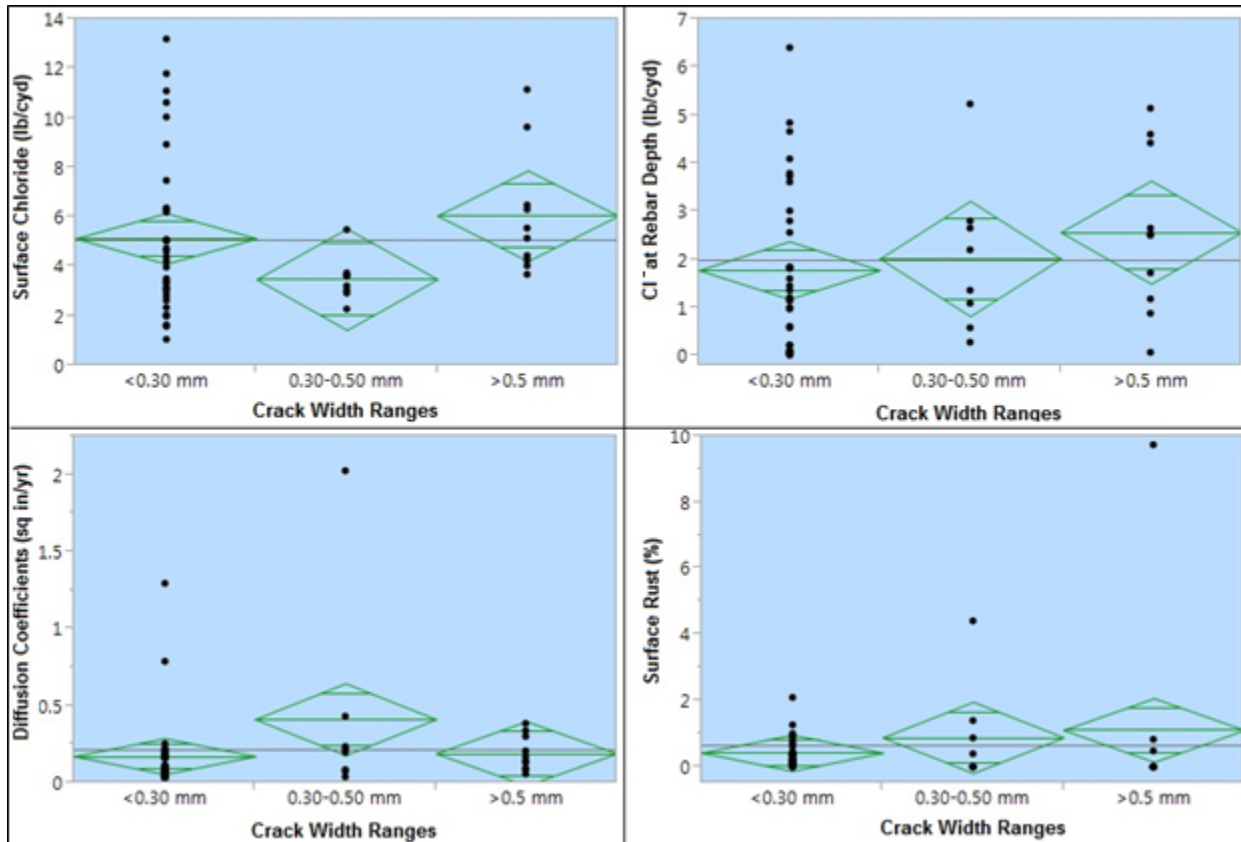 Surface Chloride (lb/cyd)
14
12
10
8
6
4
2
0
<0.30 mm
0.30-0.50 mm
>0.5 mm
Crack Width Ranges
Cl⁻ at Rebar Depth (lb/cyd)
7
6
5
4
3
2
1
0
<0.30 mm
0.30-0.50 mm
>0.5 mm
Crack Width Ranges
Diffusion Coefficients (sq in/yr)
2
1.5
1
0.5
0
<0.30 mm
0.30-0.50 mm
>0.5 mm
Crack Width Ranges
Surface Rust (%)
10
8
6
4
2
0
<0.30 mm
0.30-0.50 mm
>0.5 mm
Crack Width Ranges